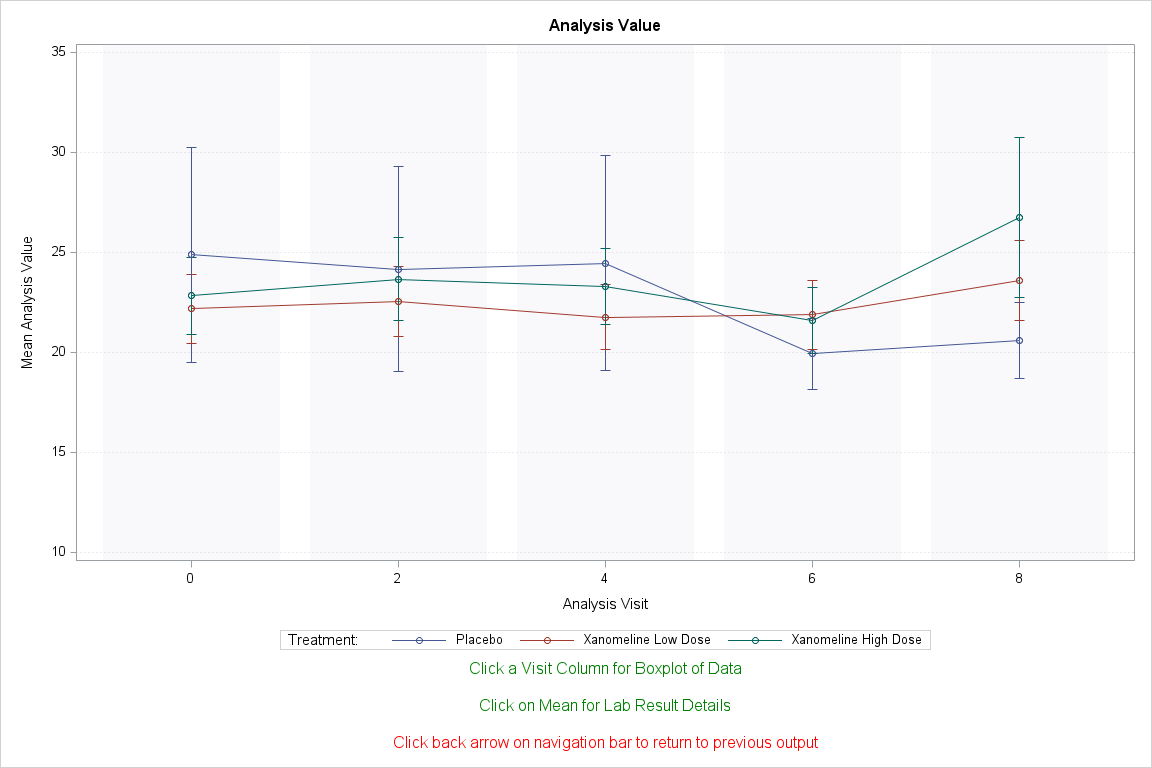 Analysis Value
35
30
25
20
15
10
Mean Analysis Value
0 2 4 6 8
Analysis Visit
Treatment: Placebo Xanomeline Low Dose Xanomeline High Dose
Click a Visit Column for Boxplot of Data
Click on Mean for Lab Result Details
Click back arrow on navigation bar to return to previous output